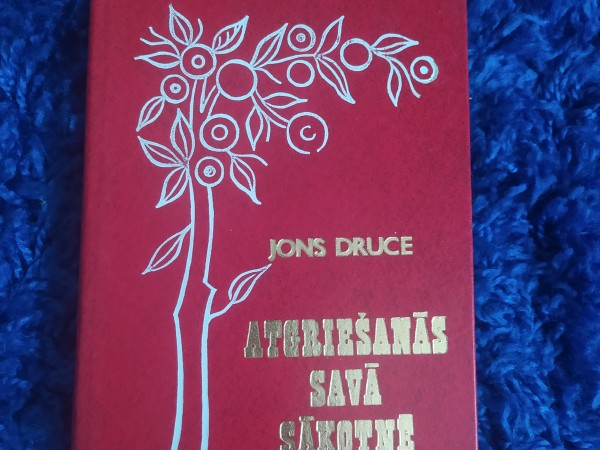 JONS DRUCE
ATGRIEŠANĀS
SAVĀ
SĀKOTNĒ